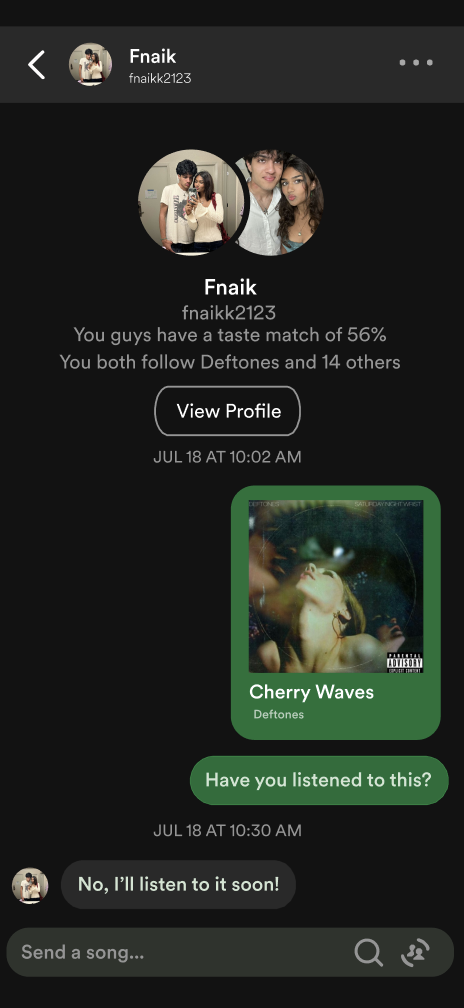 Fnaik
fnaikk2123
Fnaik
fnaikk2123
You guys have a taste match of 56%
You both follow Deftones and 14 others
View Profile
JUL 18 AT 10:02 AM
DEFTONES SATURDAY NIGHT WRIST
PARENTAL
ADVISORY
EXPLICIT CONTENT
Cherry Waves
Deftones
Have you listened to this?
JUL 18 AT 10:30 AM
No, I’ll listen to it soon!
Send a song...